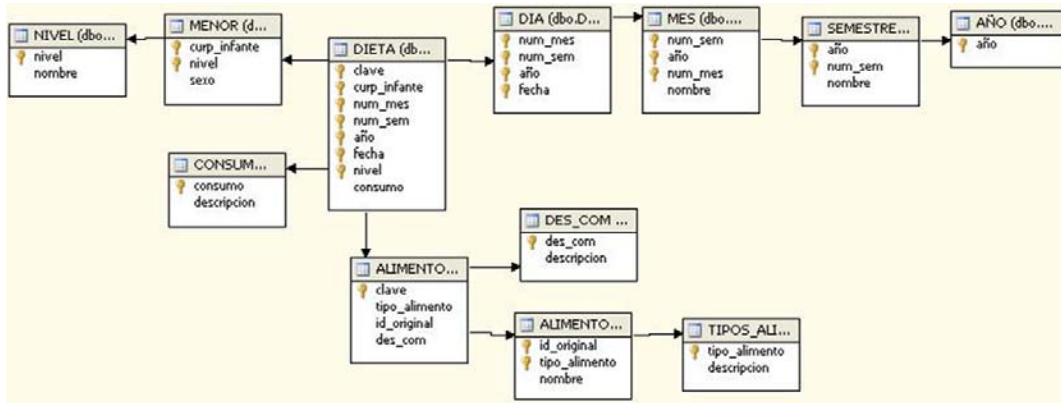 NIVEL (dbo...
nivel
nombre
MENOR (d...
curp_infante
nivel
sexo
DIETA (db...
clave
curp_infante
num_mes
num_sem
año
fecha
nivel
consumo
DIA (dbo.D...
num_mes
num_sem
año
fecha
MES (dbo....
num_sem
año
num_mes
nombre
SEMESTRE...
año
num_sem
nombre
AÑO (dbo....
año
CONSUM...
consumo
descripcion
DES_COM ...
des_com
descripcion
ALIMENTO...
clave
tipo_alimento
id_original
des_com
ALIMENTO...
id_original
tipo_alimento
nombre
TIPOS_ALI...
tipo_alimento
descripcion